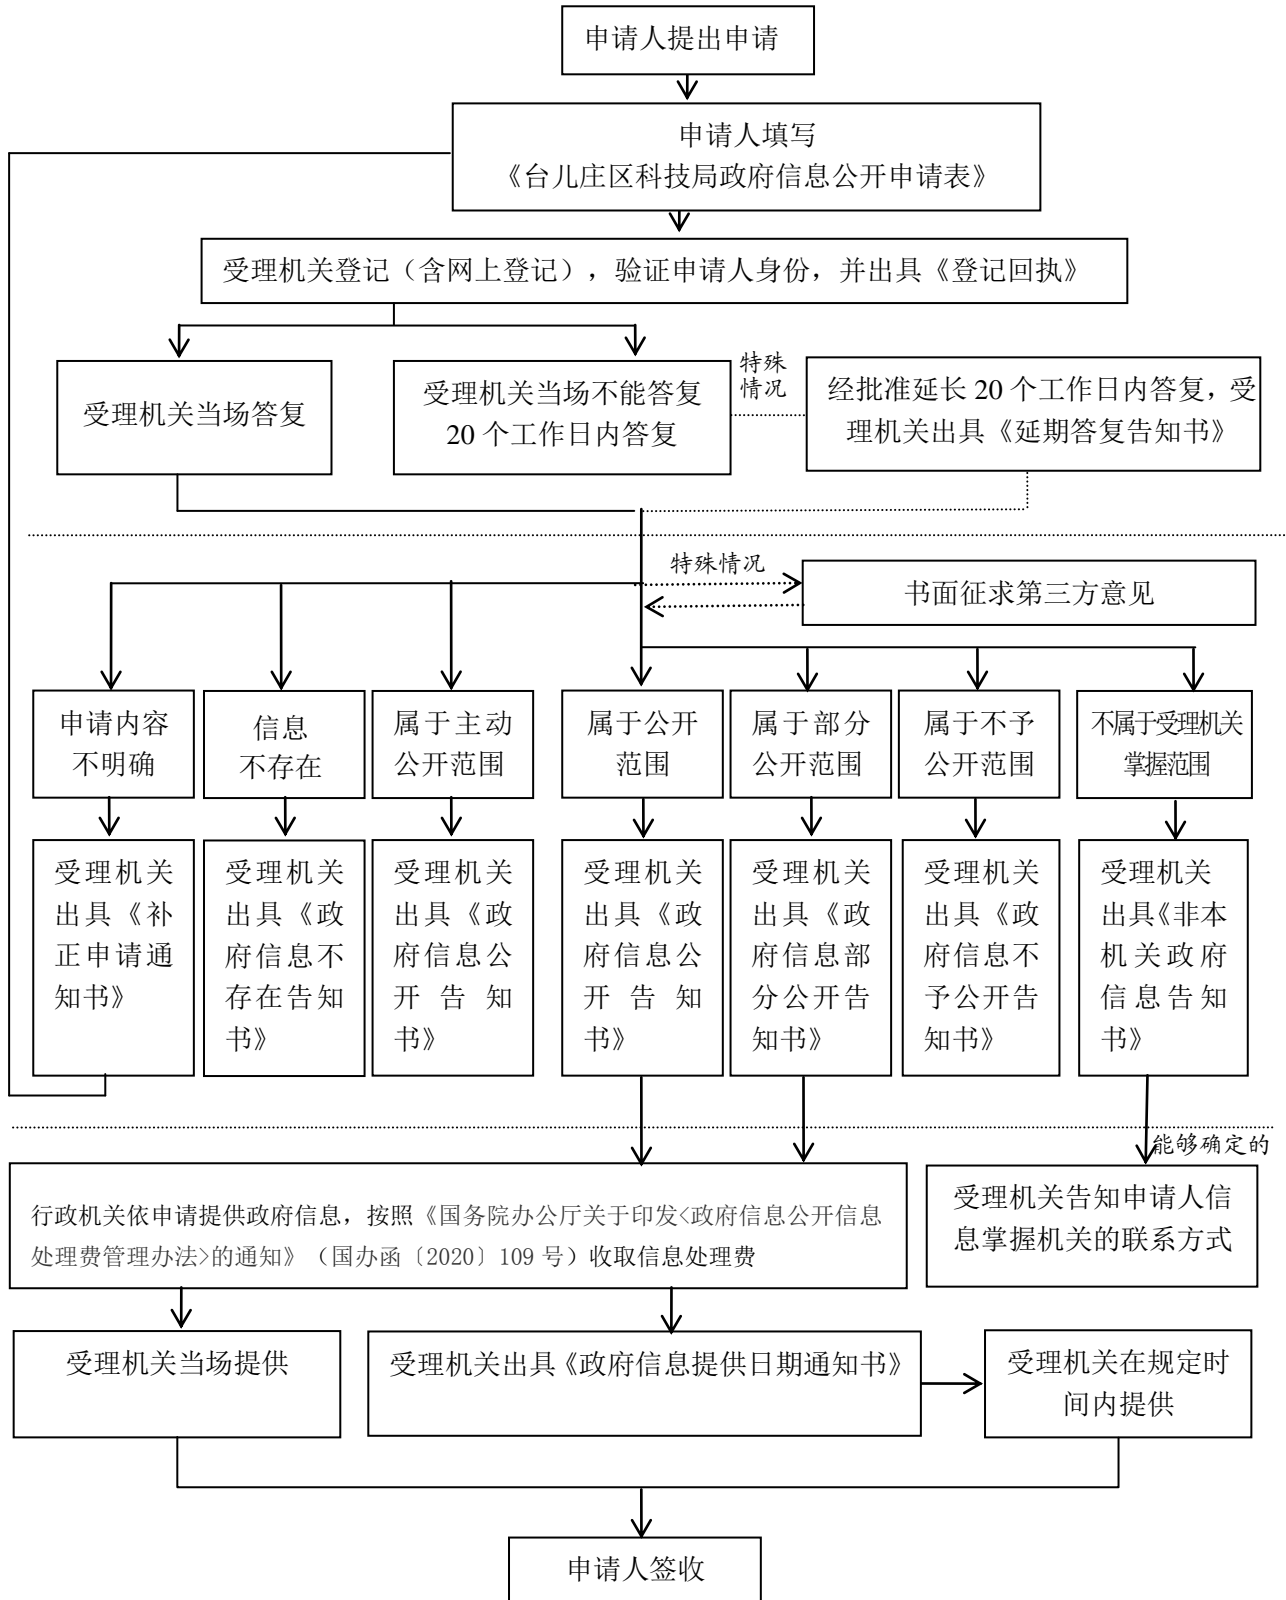 申请人提出申请
申请人填写
《台儿庄区科技局政府信息公开申请表》
受理机关登记（含网上登记），验证申请人身份，并出具《登记回执》
受理机关当场答复
受理机关当场不能答复
20 个工作日内答复
特殊
情况
经批准延长 20 个工作日内答复，受
理机关出具《延期答复告知书》
特殊情况
书面征求第三方意见
申请内容
不明确
信息
不存在
属于主动
公开范围
属于公开
范围
属于部分
公开范围
属于不予
公开范围
不属于受理机关
掌握范围
受理机关
出具《补
正申请通
知书》
受理机关
出具《政
府信息不
存在告知
书》
受理机关
出具《政
府信息公
开告知
书》
受理机关
出具《政
府信息公
开告知
书》
受理机关
出具《政
府信息部
分公开告
知书》
受理机关
出具《政
府信息不
予公开告
知书》
受理机关
出具《非本
机关政府
信息告知
书》
能够确定的
行政机关依申请提供政府信息，按照《国务院办公厅关于印发<政府信息公开信息
处理费管理办法>的通知》（国办函〔2020〕109 号）收取信息处理费
受理机关告知申请人信
息掌握机关的联系方式
受理机关当场提供
受理机关出具《政府信息提供日期通知书》
受理机关在规定时
间内提供
申请人签收